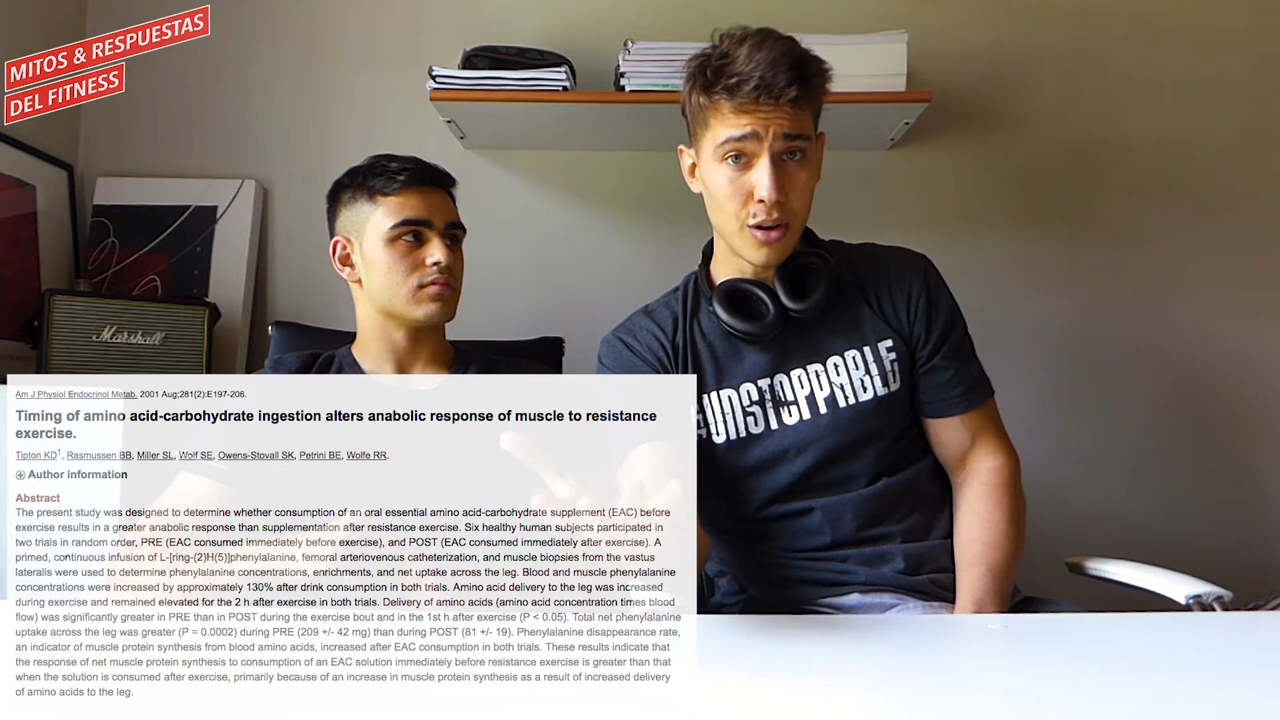 MITOS & RESPUESTAS
DEL FITNESS
Marshall
#UNSTOPPABLE
Am J Physiol Endocrinol Metab. 2001 Aug;281(2):E197-206.
Timing of amino acid-carbohydrate ingestion alters anabolic response of muscle to resistance
exercise.
Tipton KD1, Rasmussen BB, Miller SL, Wolf SE, Owens-Stovall SK, Petrini BE, Wolfe RR.
Author information
Abstract
The present study was designed to determine whether consumption of an oral essential amino acid-carbohydrate supplement (EAC) before
exercise results in a greater anabolic response than supplementation after resistance exercise. Six healthy human subjects participated in
two trials in random order, PRE (EAC consumed immediately before exercise), and POST (EAC consumed immediately after exercise). A
primed, continuous infusion of L-[ring-(2)H(5)]phenylalanine, femoral arteriovenous catheterization, and muscle biopsies from the vastus
lateralis were used to determine phenylalanine concentrations, enrichments, and net uptake across the leg. Blood and muscle phenylalanine
concentrations were increased by approximately 130% after drink consumption in both trials. Amino acid delivery to the leg was increased
during exercise and remained elevated for the 2 h after exercise in both trials. Delivery of amino acids (amino acid concentration times blood
flow) was significantly greater in PRE than in POST during the exercise bout and in the 1st h after exercise (P < 0.05). Total net phenylalanine
uptake across the leg was greater (P = 0.0002) during PRE (209 +/- 42 mg) than during POST (81 +/- 19). Phenylalanine disappearance rate,
an indicator of muscle protein synthesis from blood amino acids, increased after EAC consumption in both trials. These results indicate that
the response of net muscle protein synthesis to consumption of an EAC solution immediately before resistance exercise is greater than that
when the solution is consumed after exercise, primarily because of an increase in muscle protein synthesis as a result of increased delivery
of amino acids to the leg.